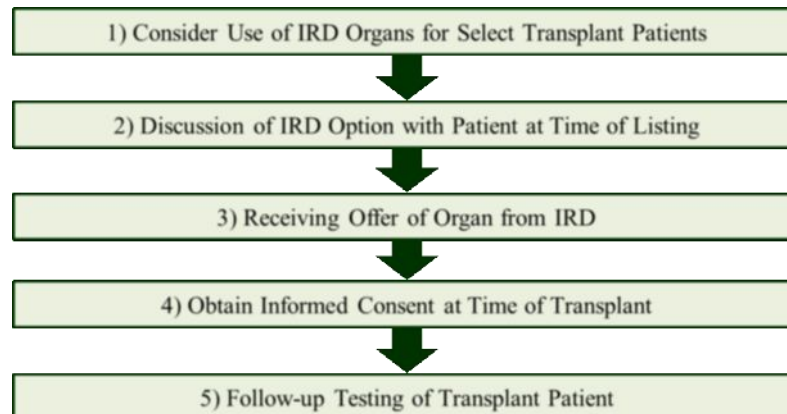 1) Consider Use of IRD Organs for Select Transplant Patients
2) Discussion of IRD Option with Patient at Time of Listing
3) Receiving Offer of Organ from IRD
4) Obtain Informed Consent at Time of Transplant
5) Follow-up Testing of Transplant Patient